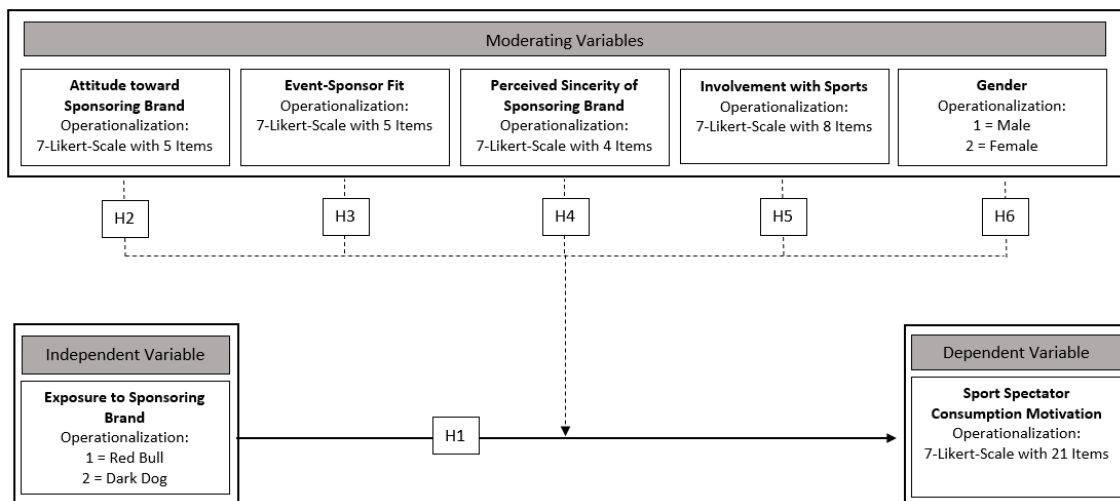 Moderating Variables
Attitude toward
Sponsoring Brand
Operationalization:
7-Likert-Scale with 5 Items
Event-Sponsor Fit
Operationalization:
7-Likert-Scale with 5 Items
Perceived Sincerity of
Sponsoring Brand
Operationalization:
7-Likert-Scale with 4 Items
Involvement with Sports
Operationalization:
7-Likert-Scale with 8 Items
Gender
Operationalization:
1 = Male
2 = Female
H2
H3
H4
H5
H6
Independent Variable
Exposure to Sponsoring
Brand
Operationalization:
1 = Red Bull
2 = Dark Dog
H1
Dependent Variable
Sport Spectator
Consumption Motivation
Operationalization:
7-Likert-Scale with 21 Items